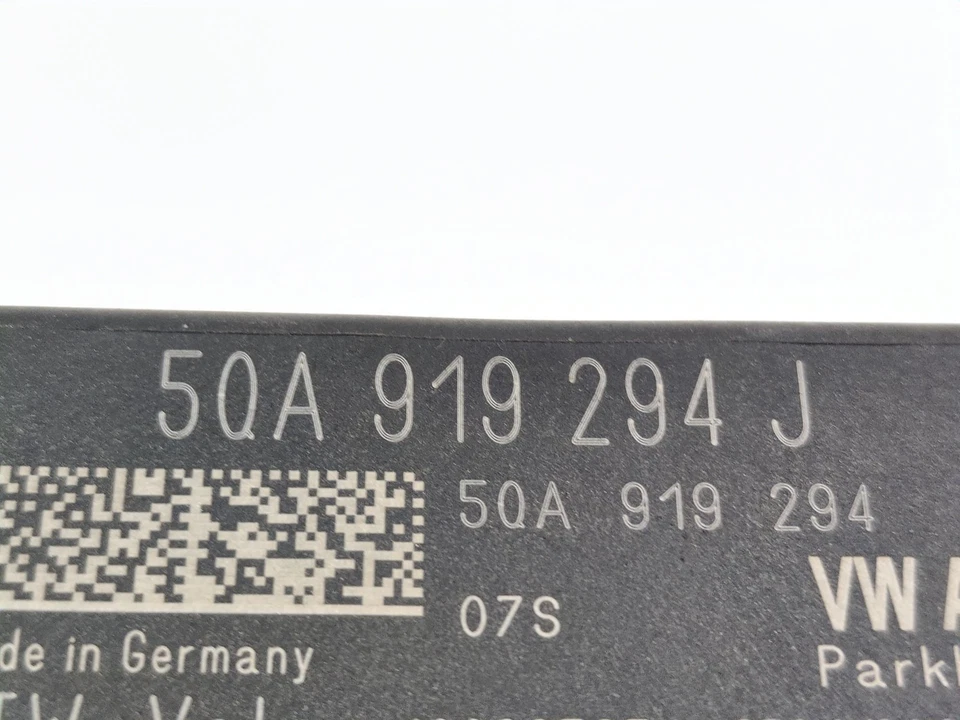 5QA 919 294 J
5QA 919 294
07S
VW A
de in Germany
Park